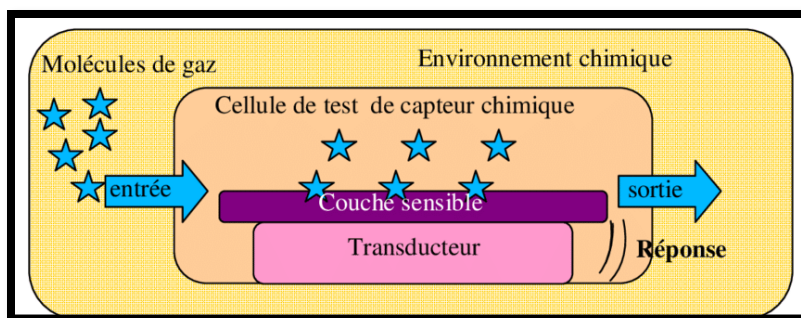 Molécules de gaz
Environnement chimique
Cellule de test de capteur chimique
entrée
Couche sensible
sortie
Transducteur
Réponse